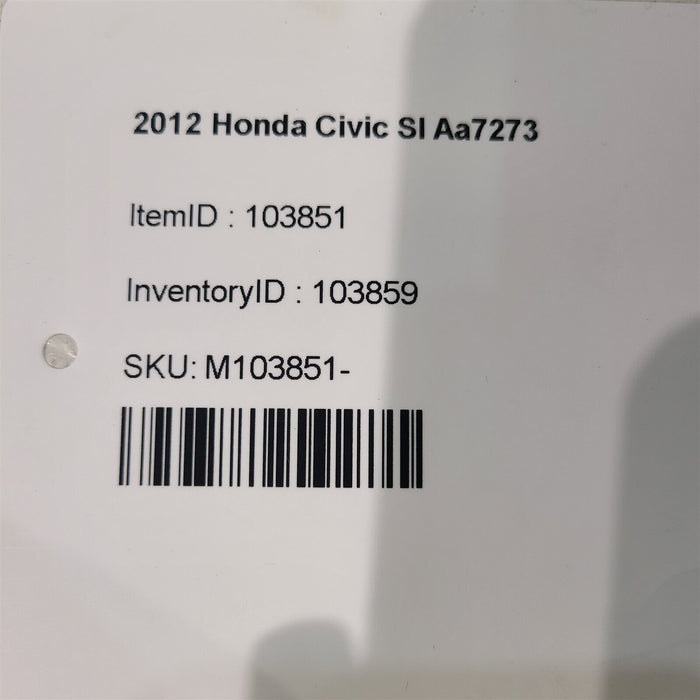 2012 Honda Civic SI Aa7273
ItemID : 103851
InventoryID : 103859
SKU: M103851-